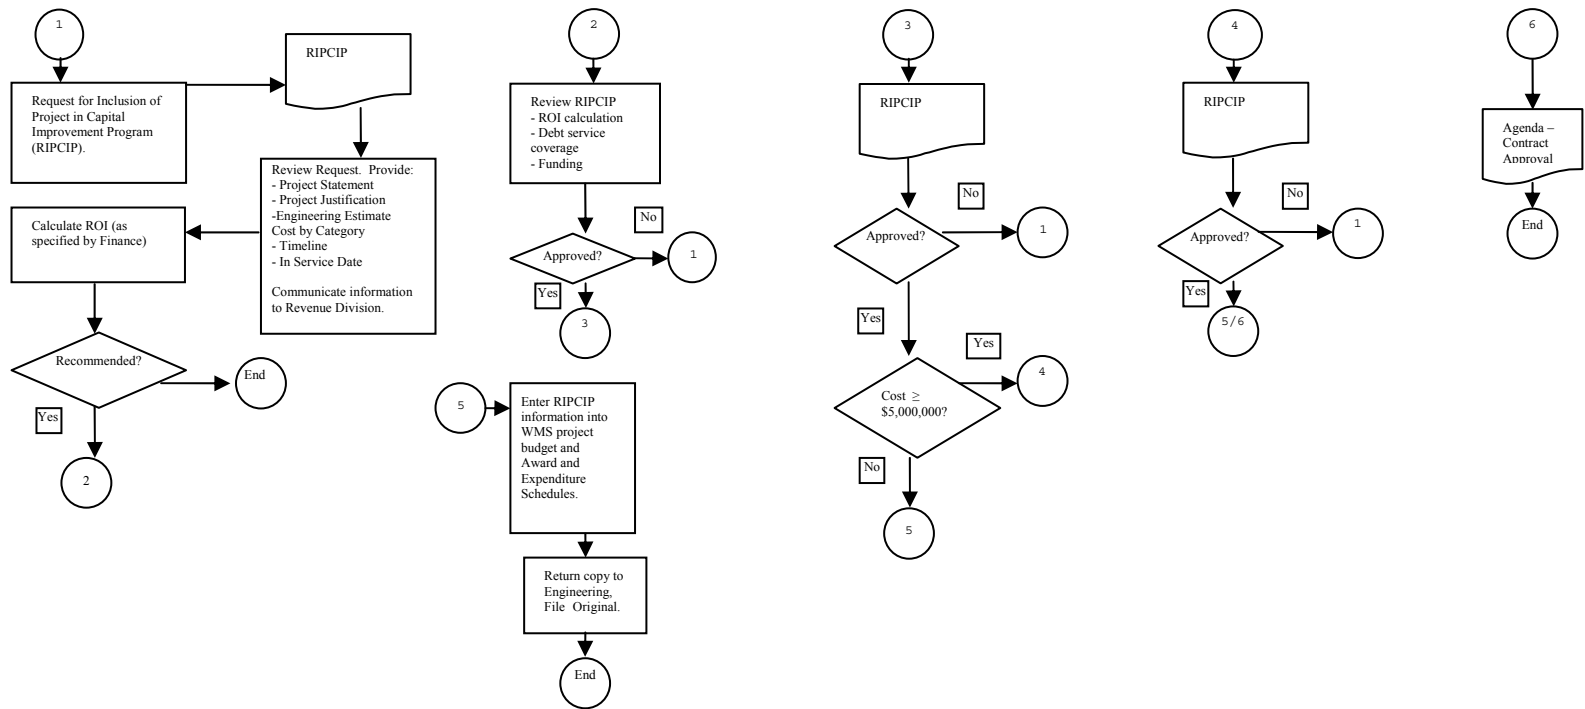 1
RIPCIP
Request for Inclusion of
Project in Capital
Improvement Program
(RIPCIP).
Review Request.  Provide:
- Project Statement
- Project Justification
-Engineering Estimate
Cost by Category
- Timeline
- In Service Date
Communicate information
to Revenue Division.
Calculate ROI (as
specified by Finance)
Recommended?
End
Yes
2
2
Review RIPCIP
- ROI calculation
- Debt service
coverage
- Funding
No
Approved?
1
Yes
3
5
Enter RIPCIP
information into
WMS project
budget and
Award and
Expenditure
Schedules.
Return copy to
Engineering,
File  Original.
End
3
RIPCIP
No
Approved?
1
Yes
Yes
Cost ≥
$5,000,000?
4
No
5
4
RIPCIP
No
Approved?
1
Yes
5/6
6
Agenda –
Contract
Approval
End